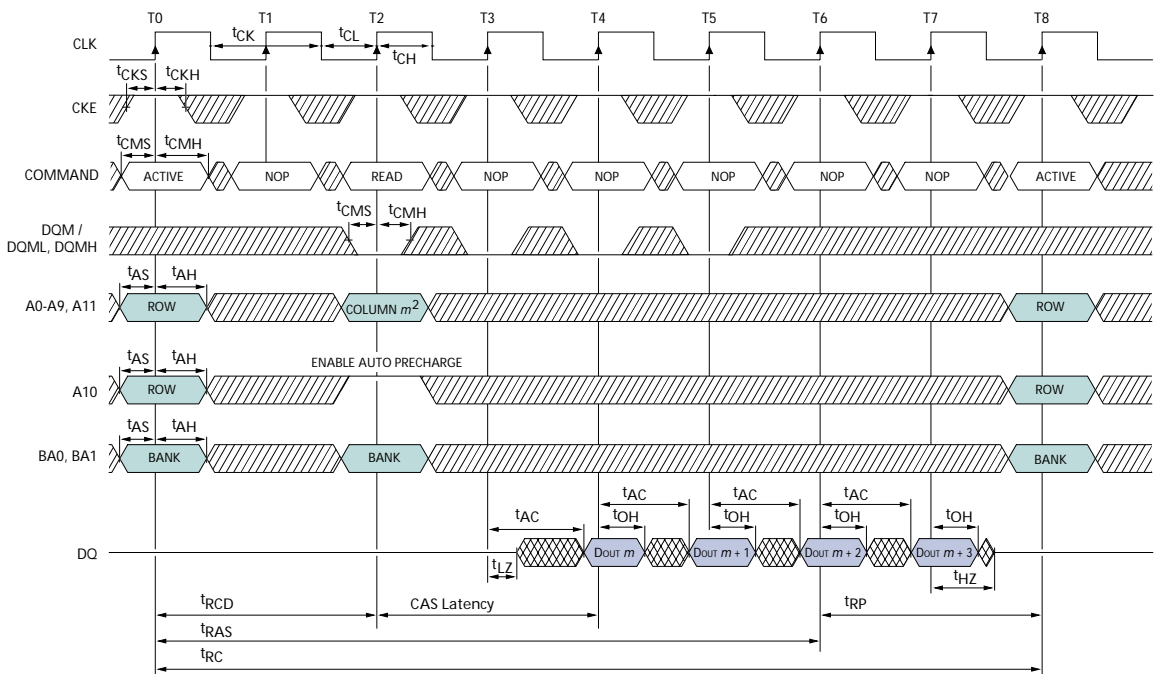 T0 T1 T2 T3 T4 T5 T6 T7 T8
CLK
tCK tCL
tCH
tCKS tCKH
CKE
tCMS tCMH
COMMAND ACTIVE NOP READ NOP NOP NOP NOP NOP ACTIVE
tCMS tCMH
DQM /
DQML, DQMH
tAS tAH
A0-A9, A11 ROW COLUMN m2 ROW
tAS tAH ENABLE AUTO PRECHARGE
A10 ROW ROW
tAS tAH
BA0, BA1 BANK BANK BANK
tAC tAC tAC tAC
tOH tOH tOH tOH
DQ DOUT m DOUT m + 1 DOUT m + 2 DOUT m + 3
tLZ tHZ
tRCD CAS Latency tRP
tRAS
tRC